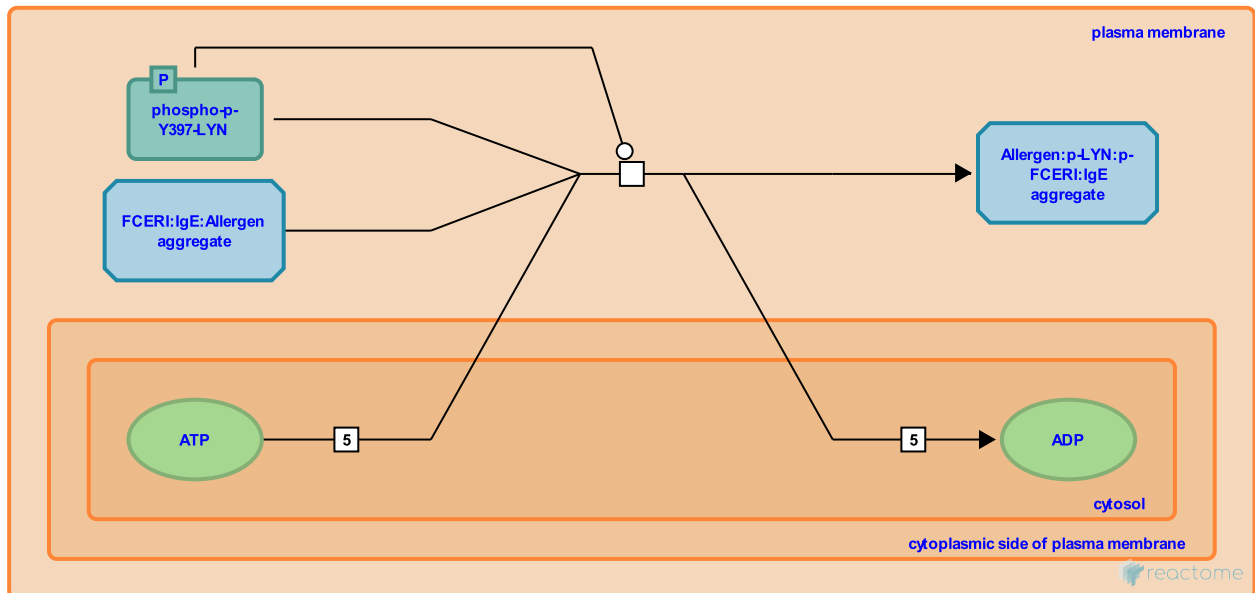 plasma membrane
P
phospho-p-
Y397-LYN
Allergen:p-LYN:p-
FCERI:IgE
aggregate
FCERI:IgE:Allergen
aggregate
ATP
5
5
ADP
cytosol
cytoplasmic side of plasma membrane
reactome